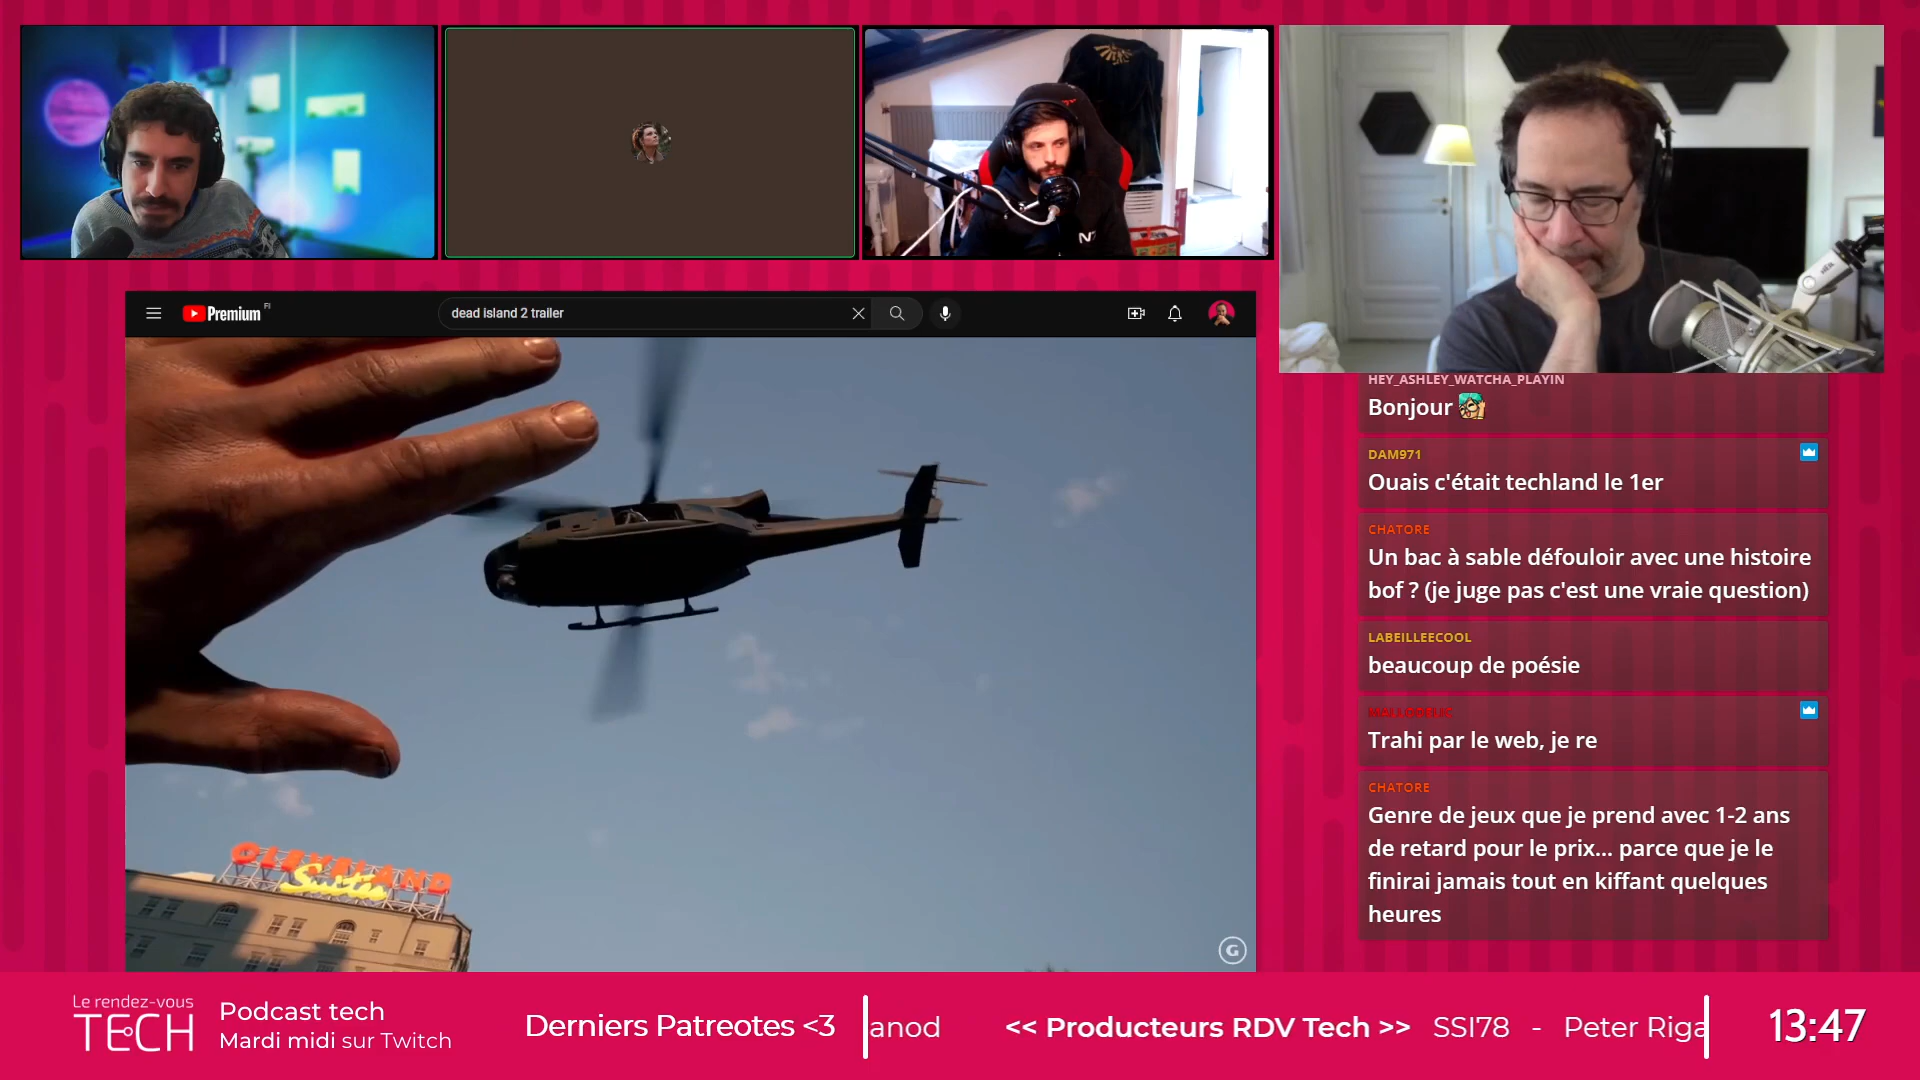 Premium FI
dead island 2 trailer
CLEVELAND
Suites
G
N7
HEY_ASHLEY_WATCHA_PLAYIN
Bonjour
DAM971
Ouais c'était techland le 1er
CHATORE
Un bac à sable défouloir avec une histoire
bof ? (je juge pas c'est une vraie question)
LABEILLEECOOL
beaucoup de poésie
Trahi par le web, je re
CHATORE
Genre de jeux que je prend avec 1-2 ans
de retard pour le prix... parce que je le
finirai jamais tout en kiffant quelques
heures
Le rendez-vous
TECH
Podcast tech
Mardi midi sur Twitch
Derniers Patreotes <3
anod << Producteurs RDV Tech >> SSI78 - Peter Riga
13:47